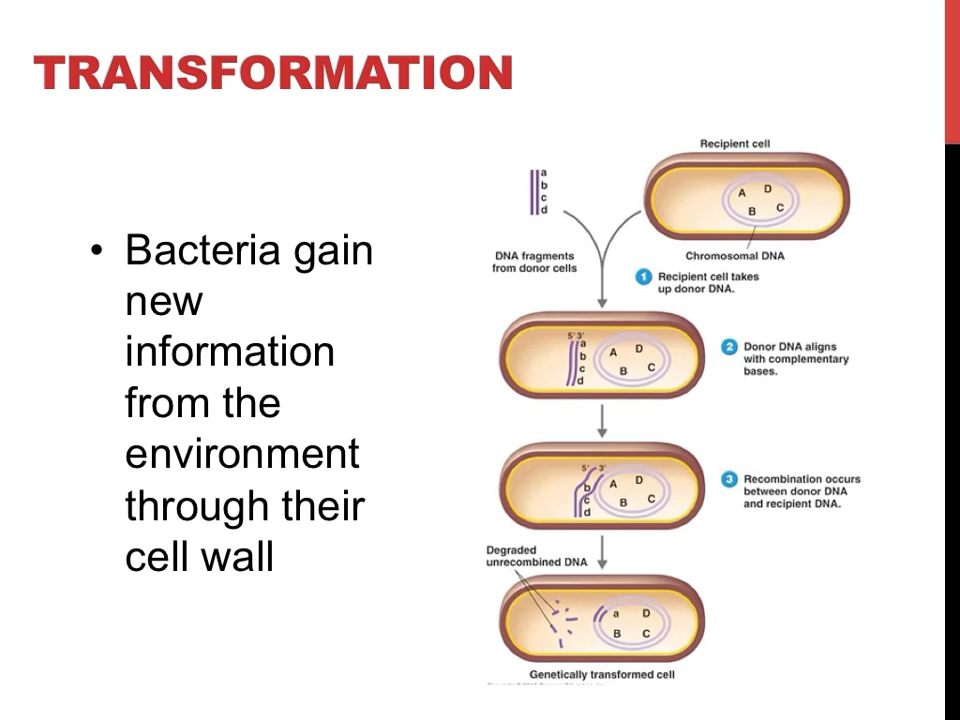 TRANSFORMATION
• Bacteria gain
new
information
from the
environment
through their
cell wall
Recipient cell
a
b
c
d
A D
B C
DNA fragments
from donor cells
Chromosomal DNA
1 Recipient cell takes
up donor DNA.
5' 3'
a
b
c
d
A D
B C
2 Donor DNA aligns
with complementary
bases.
5' 3'
b
c
d
A D
B C
3 Recombination occurs
between donor DNA
and recipient DNA.
Degraded
unrecombined DNA
a D
B C
Genetically transformed cell